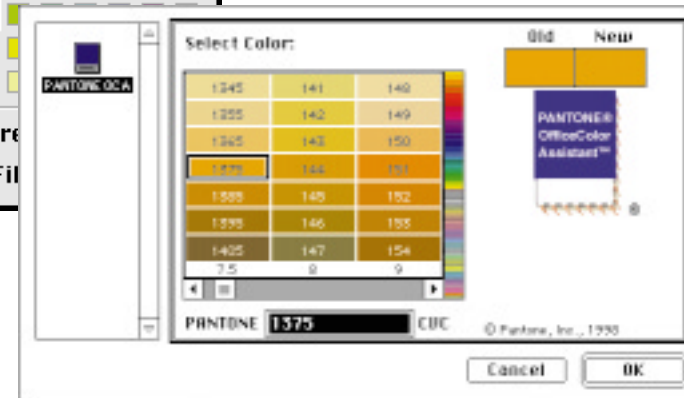 Select Color:
Old New
PANTONE OCA
1345 141 148
1355 142 149
1365 143 150
1375 144 151
1385 145 152
1395 146 153
1405 147 154
7.5 8 9
PANTONE®
OfficeColor
Assistant™
®
PANTONE 1375 CVC
© Pantone, Inc., 1998
Cancel OK
re
Fil